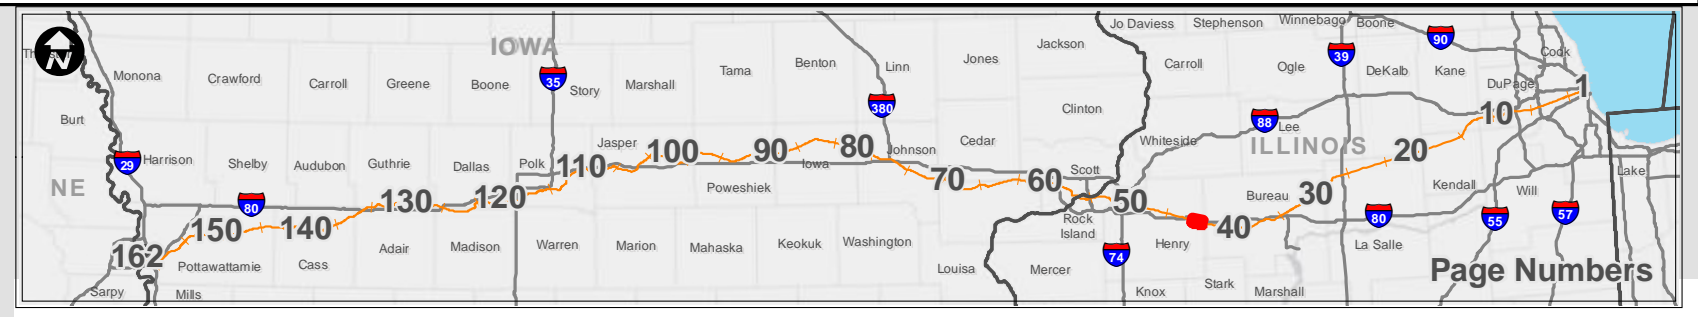 Jo Daviess Stephenson Winnebago Boone
IOWA
Jackson
90
39
Cook
N
Monona Crawford Carroll Greene Boone
35
Story Marshall Tama Benton Linn Jones
Carroll Ogle DeKalb Kane DuPage
1
380
Clinton
10
Burt
88
Lee
Whiteside
ILLINOIS
29
Harrison Shelby Audubon Guthrie Dallas Polk
Jasper
110 100 90 80
Iowa
Johnson
Cedar
Scott
20
Lake
NE
80
162 150 140 130 120
Poweshiek
70 60 50 40 30
Bureau
Kendall
Will
80
55
57
Rock
Island
Henry
La Salle
Adair Madison Warren Marion Mahaska Keokuk Washington
74
Pottawattamie Cass
Louisa Mercer
Stark
Page Numbers
Sarpy Mills
Knox
Marshall